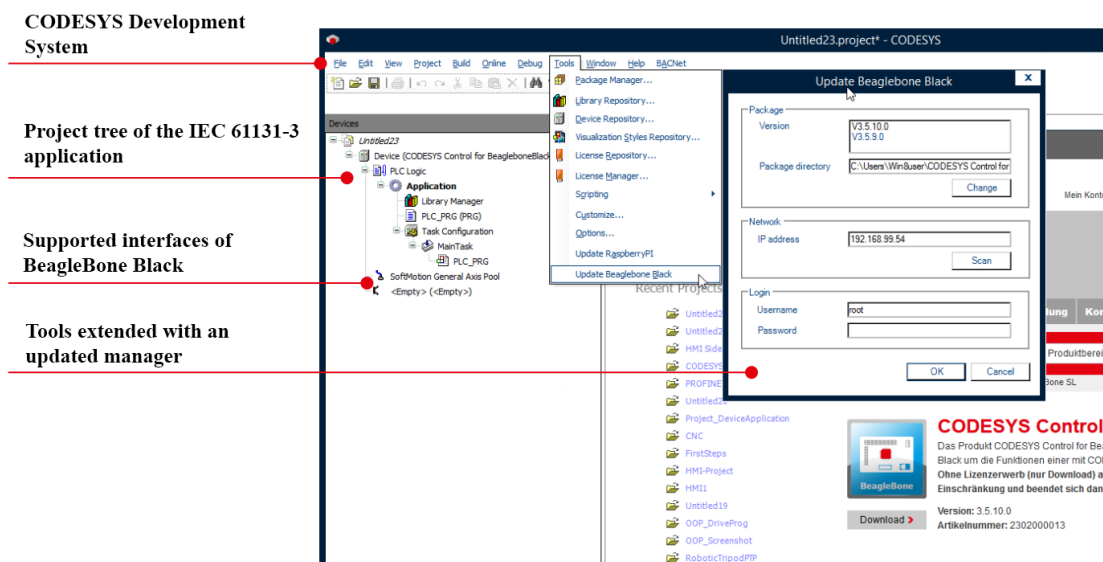 CODESYS Development
System
Project tree of the IEC 61131-3
application
Supported interfaces of
BeagleBone Black
Tools extended with an
updated manager
Untitled23.project* - CODESYS
File Edit View Project Build Online Debug Tools Window Help BACNet
Devices
Untitled23
Device (CODESYS Control for BeagleboneBlack
PLC Logic
Application
Library Manager
PLC_PRG (PRG)
Task Configuration
MainTask
PLC_PRG
SoftMotion General Axis Pool
<Empty> (<Empty>)
Package Manager...
Library Repository...
Device Repository...
Visualization Styles Repository...
License Repository...
License Manager...
Scripting
Customize...
Options...
Update RaspberryPI
Update Beaglebone Black
Update Beaglebone Black
X
Package
Version
V3.5.10.0
V3.5.9.0
Package directory
C:\Users\Win8user\CODESYS Control for
Change
Network
IP address
192.168.99.54
Scan
Login
Username
root
Password
OK
Cancel
Recent Projects
Untitled2
Untitled2
HMI Side
CODESYS
PROFINE
Untitled2
Project_DeviceApplication
CNC
FirstSteps
HMI-Project
HMI1
Untitled19
OOP_DriveProg
OOP_Screenshot
RoboticTripodPTP
Mein Kont
lung Kor
Produktberei
Bone SL
BeagleBone
Download
CODESYS Control
Das Produkt CODESYS Control for Bea
Black um die Funktionen einer mit COD
Ohne Lizenzerwerb (nur Download) a
Einschränkung und beendet sich dan
Version: 3.5.10.0
Artikelnummer: 2302000013